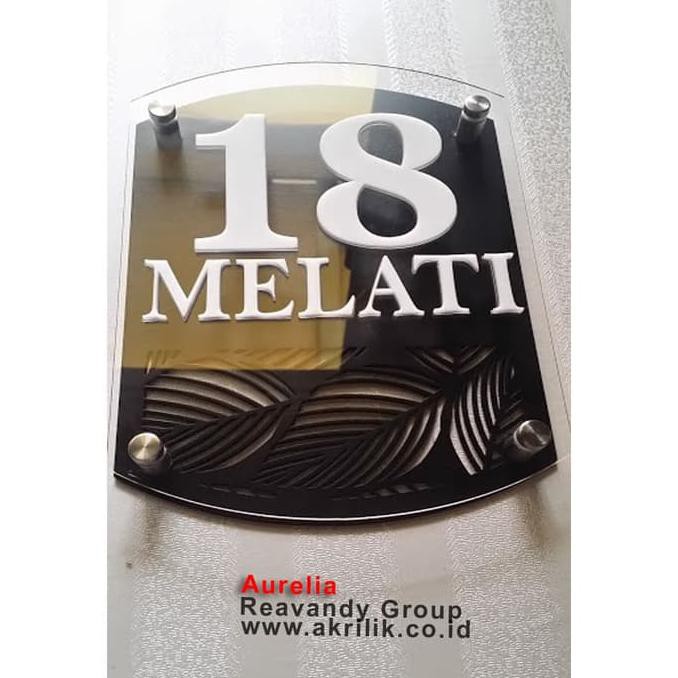 18
MELATI
Aurelia
Reavandy Group
www.akrilik.co.id